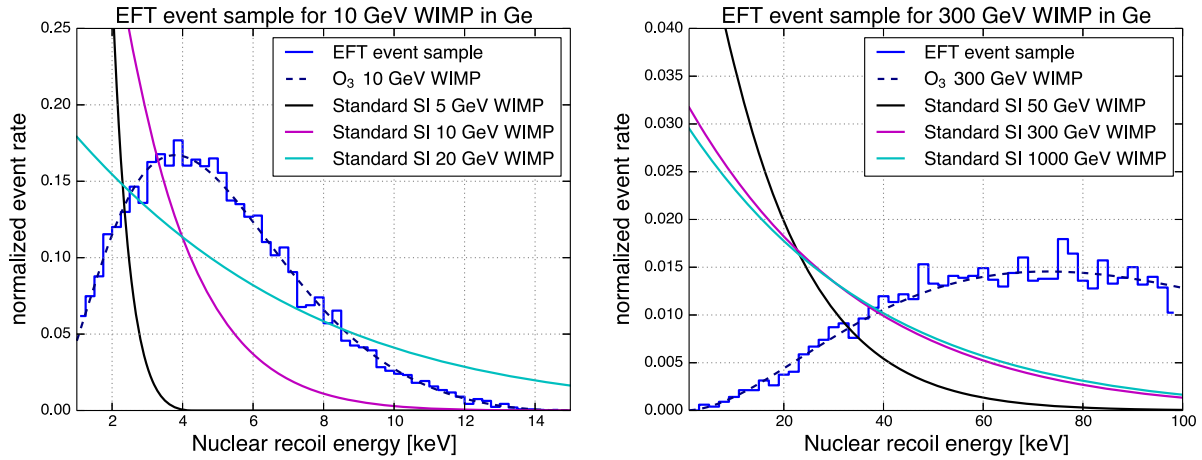 EFT event sample for 10 GeV WIMP in Ge
0.25
0.20
0.15
0.10
0.05
0.00
normalized event rate
EFT event sample
O₃ 10 GeV WIMP
Standard SI 5 GeV WIMP
Standard SI 10 GeV WIMP
Standard SI 20 GeV WIMP
2 4 6 8 10 12 14
Nuclear recoil energy [keV]
EFT event sample for 300 GeV WIMP in Ge
0.040
0.035
0.030
0.025
0.020
0.015
0.010
0.005
0.000
normalized event rate
EFT event sample
O₃ 300 GeV WIMP
Standard SI 50 GeV WIMP
Standard SI 300 GeV WIMP
Standard SI 1000 GeV WIMP
20 40 60 80 100
Nuclear recoil energy [keV]